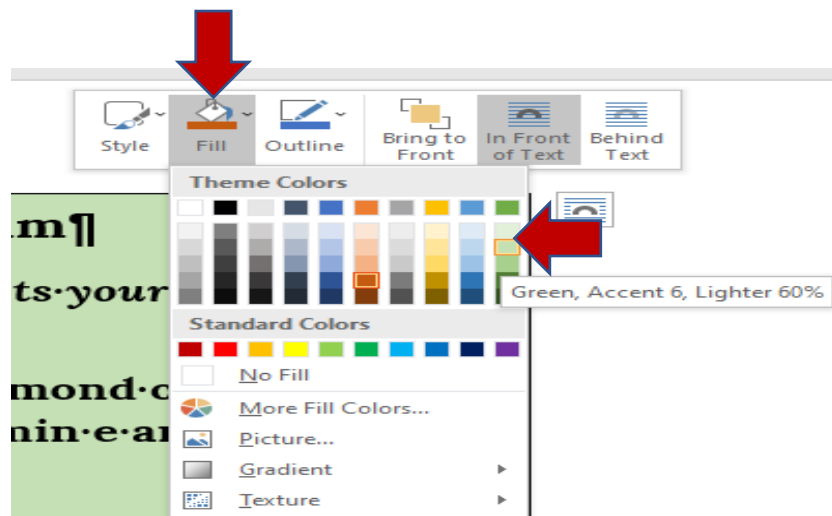 Style
Fill
Outline
Bring to
Front
In Front
of Text
Behind
Text
Theme Colors
m¶
ts·your
Green, Accent 6, Lighter 60%
Standard Colors
No Fill
mond·c
More Fill Colors...
min·e·ar
Picture...
Gradient
Texture